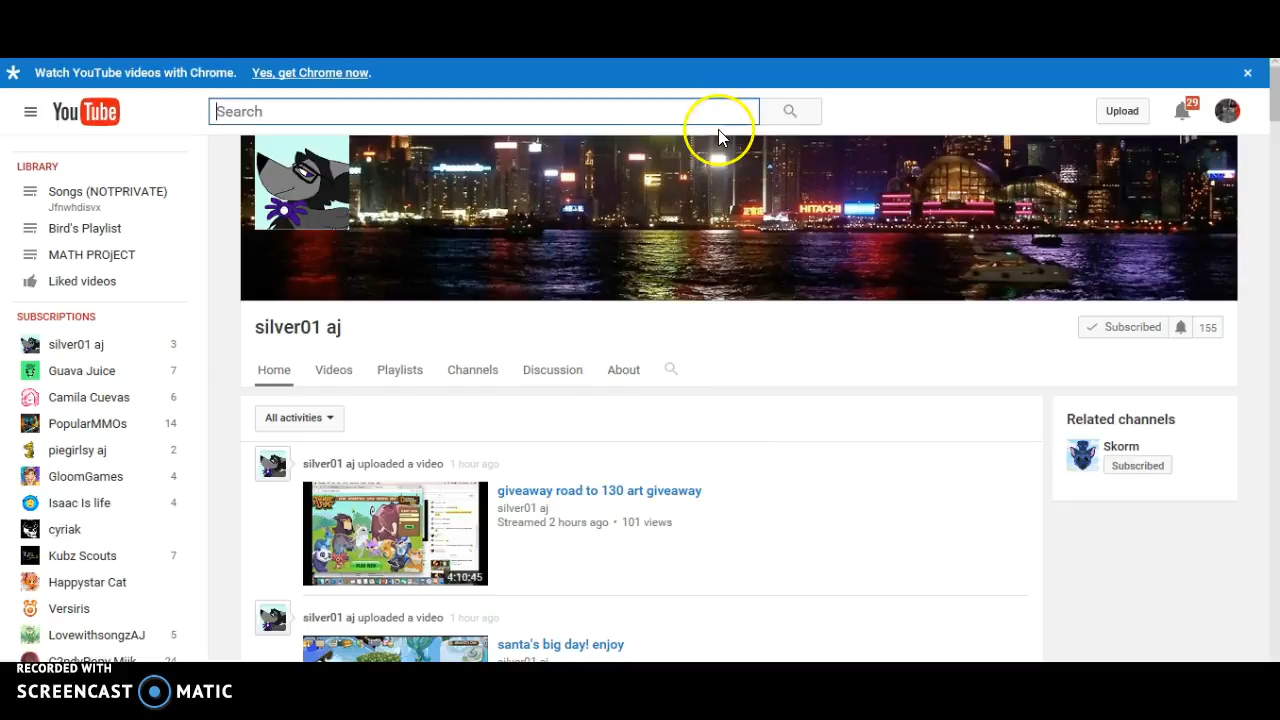 Watch YouTube videos with Chrome. Yes, get Chrome now. ×
YouTube
Search
Upload
29
LIBRARY
Songs (NOTPRIVATE)
Jfnwhdisvx
Bird's Playlist
MATH PROJECT
Liked videos
SUBSCRIPTIONS
silver01 aj 3
Guava Juice 7
Camila Cuevas 6
PopularMMOs 14
piegirlsy aj 2
GloomGames 4
Isaac Is life 4
cyriak
Kubz Scouts 7
Happystar Cat
Versiris
LovewithsongzAJ 5
HITACHI
silver01 aj
Subscribed 155
Home Videos Playlists Channels Discussion About
All activities
silver01 aj uploaded a video 1 hour ago
giveaway road to 130 art giveaway
silver01 aj
Streamed 2 hours ago • 101 views
4:10:45
silver01 aj uploaded a video 1 hour ago
santa's big day! enjoy
Related channels
Skorm
Subscribed
RECORDED WITH
SCREENCAST MATIC